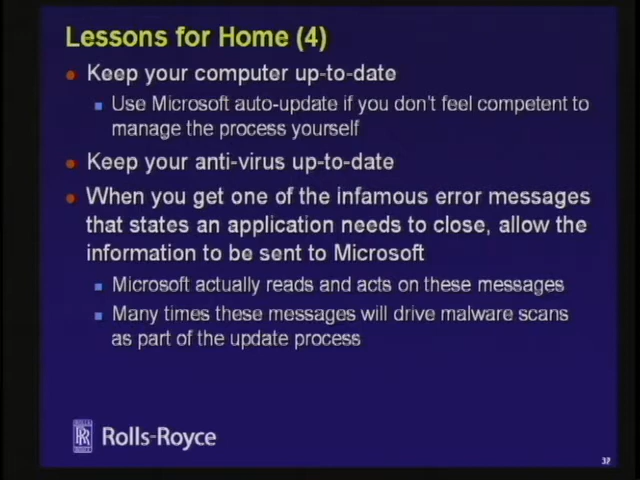 Lessons for Home (4)
Keep your computer up-to-date
Use Microsoft auto-update if you don't feel competent to
manage the process yourself
Keep your anti-virus up-to-date
When you get one of the infamous error messages
that states an application needs to close, allow the
information to be sent to Microsoft
Microsoft actually reads and acts on these messages
Many times these messages will drive malware scans
as part of the update process
ROLLS
RR
ROYCE
Rolls-Royce
37